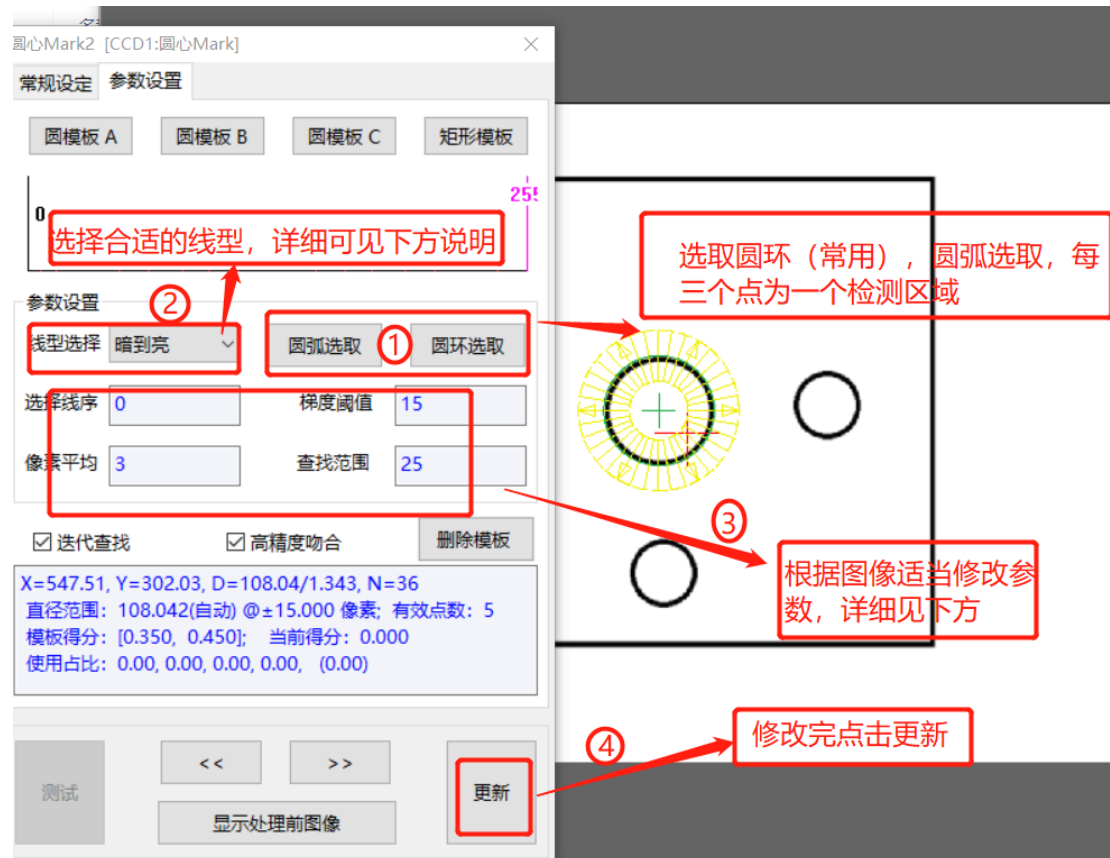 圆心Mark2 [CCD1:圆心Mark]
常规设定 参数设置
圆模板 A 圆模板 B 圆模板 C 矩形模板
0
255
选择合适的线型，详细可见下方说明
选取圆环（常用），圆弧选取，每
三个点为一个检测区域
参数设置
②
线型选择 暗到亮 圆弧选取 ① 圆环选取
选择线序 0 梯度阈值 15
像素平均 3 查找范围 25
③
迭代查找 高精度吻合 删除模板
根据图像适当修改参
数，详细见下方
X=547.51, Y=302.03, D=108.04/1.343, N=36
直径范围: 108.042(自动) @±15.000 像素; 有效点数: 5
模板得分: [0.350, 0.450]; 当前得分: 0.000
使用占比: 0.00, 0.00, 0.00, 0.00, (0.00)
④
修改完点击更新
测试 << >> 更新
显示处理前图像